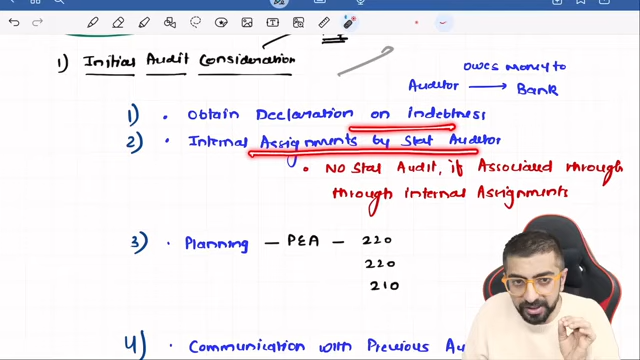 1) Initial Audit Consideration
owes money to
Auditor → Bank
1) • Obtain Declaration on indebtness
2) • Internal Assignments by Stat Auditor
• No Stat Audit, if Associated through
through internal Assignments
3) • Planning — PEA — 220
220
210
4) • Communication with Previous